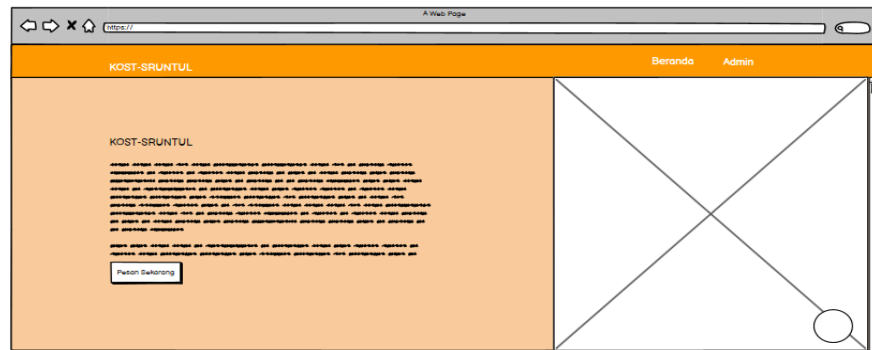 A Web Page
https://
KOST-SRUNTUL
Beranda Admin
KOST-SRUNTUL
Pesan Sekarang